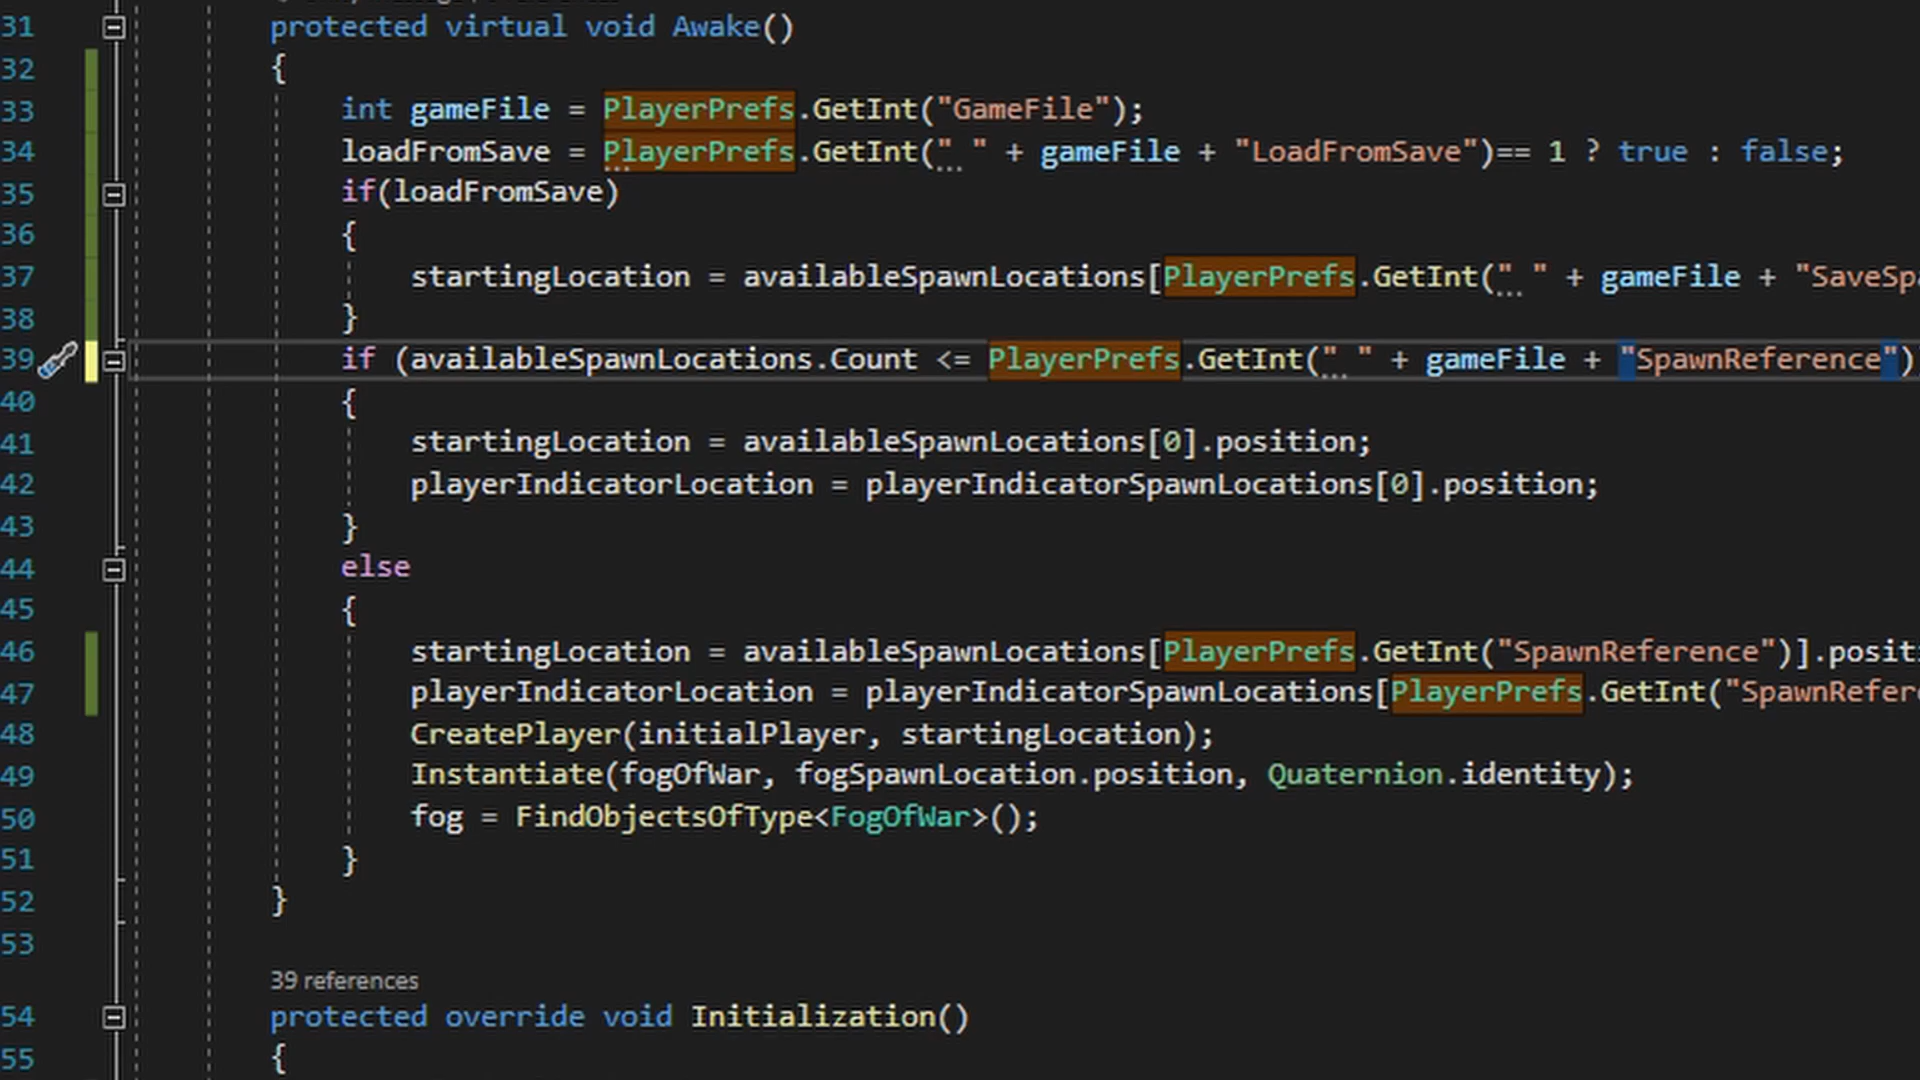 31 protected virtual void Awake()
32 {
33 int gameFile = PlayerPrefs.GetInt("GameFile");
34 loadFromSave = PlayerPrefs.GetInt(" " + gameFile + "LoadFromSave")== 1 ? true : false;
35 if(loadFromSave)
36 {
37 startingLocation = availableSpawnLocations[PlayerPrefs.GetInt(" " + gameFile + "SaveSpa
38 }
39 if (availableSpawnLocations.Count <= PlayerPrefs.GetInt(" " + gameFile + "SpawnReference")
40 {
41 startingLocation = availableSpawnLocations[0].position;
42 playerIndicatorLocation = playerIndicatorSpawnLocations[0].position;
43 }
44 else
45 {
46 startingLocation = availableSpawnLocations[PlayerPrefs.GetInt("SpawnReference")].posit
47 playerIndicatorLocation = playerIndicatorSpawnLocations[PlayerPrefs.GetInt("SpawnRefere
48 CreatePlayer(initialPlayer, startingLocation);
49 Instantiate(fogOfWar, fogSpawnLocation.position, Quaternion.identity);
50 fog = FindObjectsOfType<FogOfWar>();
51 }
52 }
53
39 references
54 protected override void Initialization()
55 {